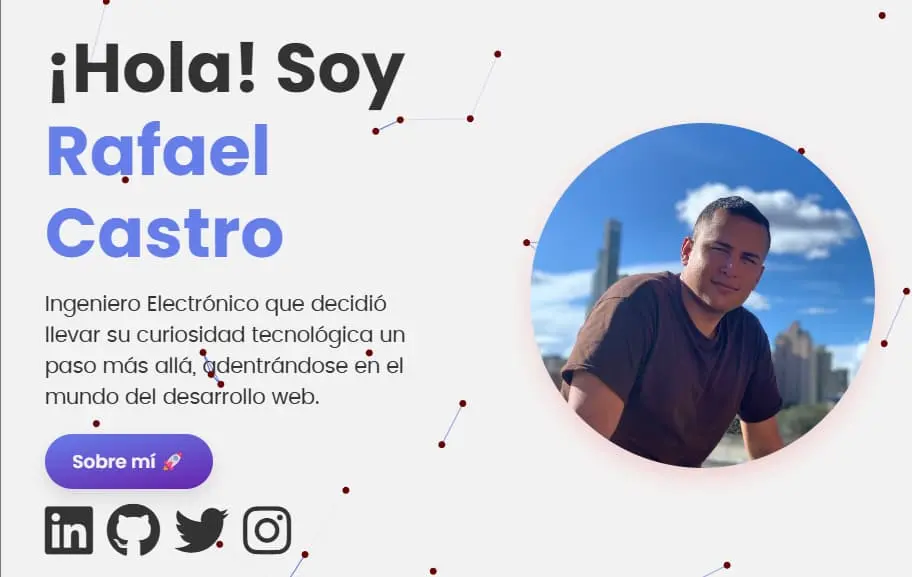 ¡Hola! Soy
Rafael
Castro
Ingeniero Electrónico que decidió
llevar su curiosidad tecnológica un
paso más allá, adentrándose en el
mundo del desarrollo web.
Sobre mí 🚀
in